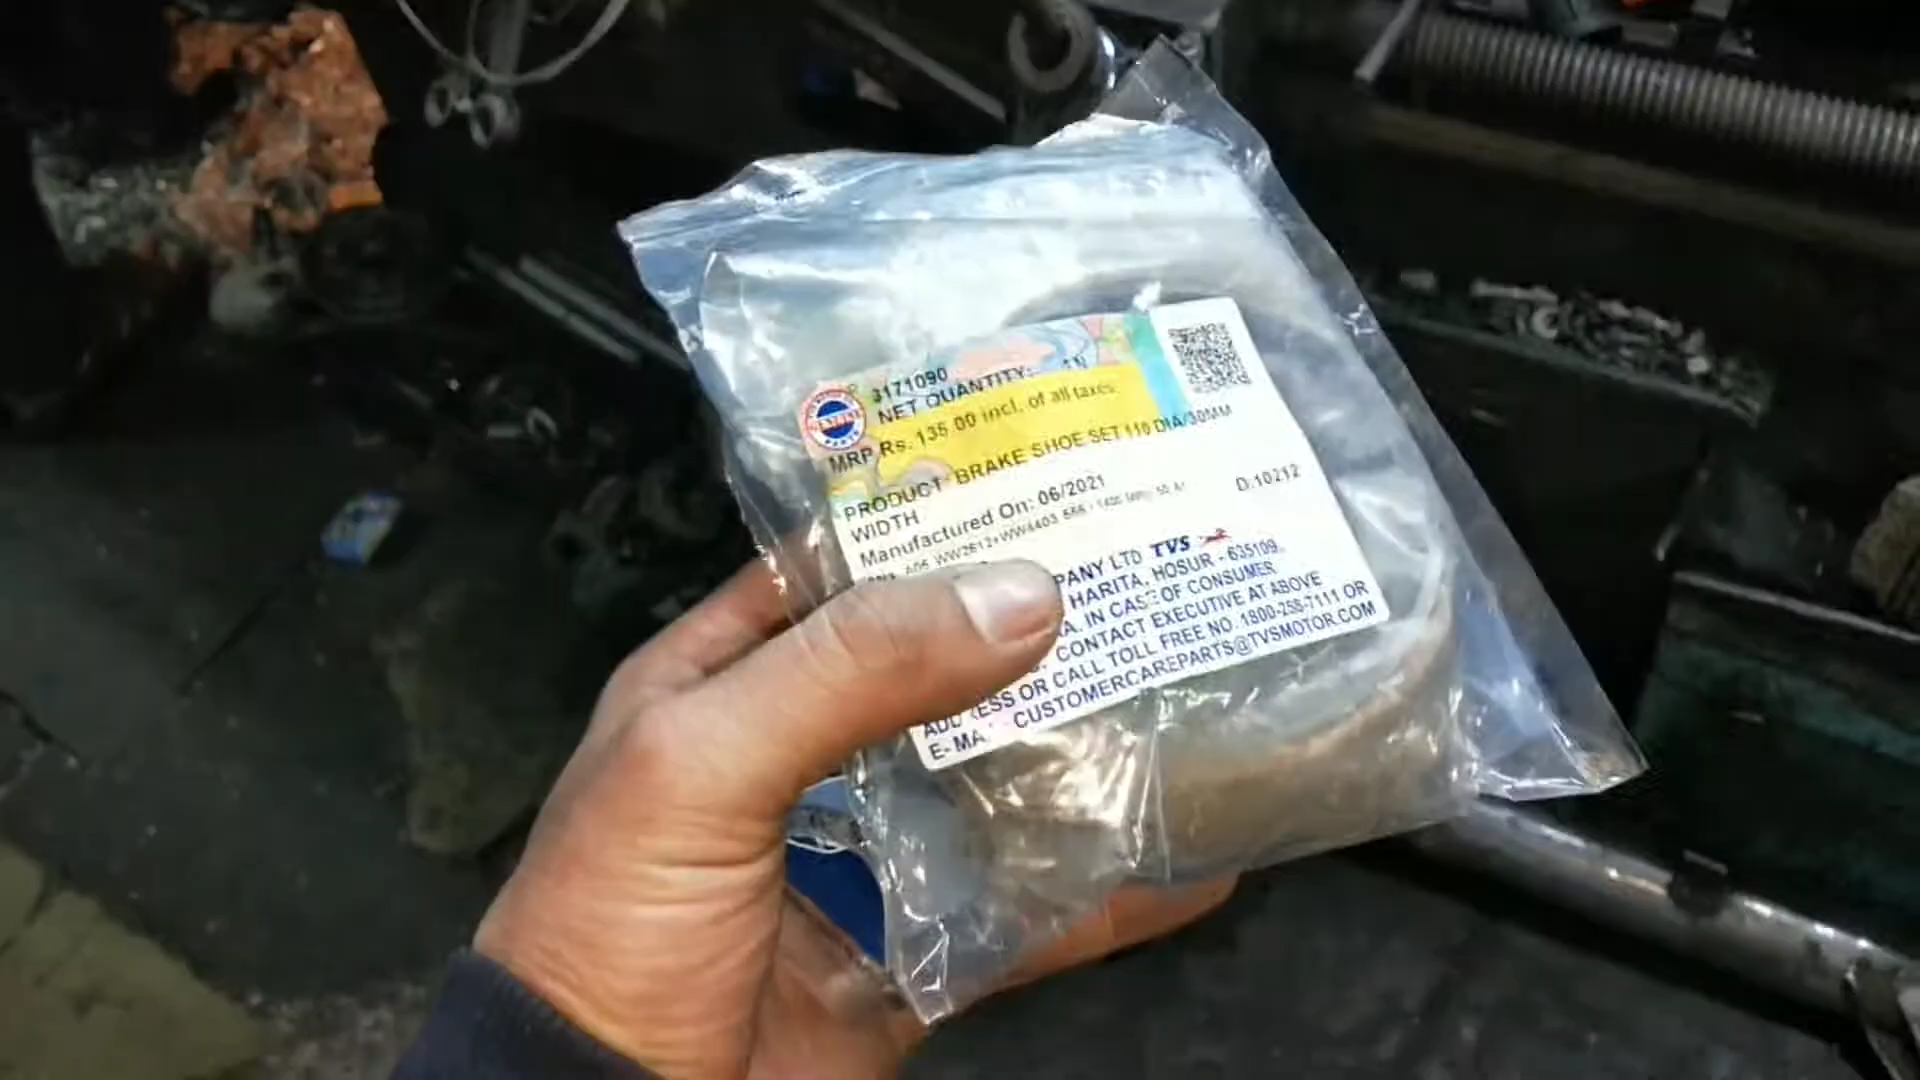 3171090
NET QUANTITY: 1N
MRP Rs. 135.00 incl. of all taxes
PRODUCT: BRAKE SHOE SET 110 DIA/30MM
WIDTH
Manufactured On: 06/2021
D.10212
PANY LTD TVS
HARITA, HOSUR - 635109.
IN CASE OF CONSUMER
CONTACT EXECUTIVE AT ABOVE
ADDRESS OR CALL TOLL FREE NO. 1800-258-7111 OR
CUSTOMERCAREPARTS@TVSMOTOR.COM